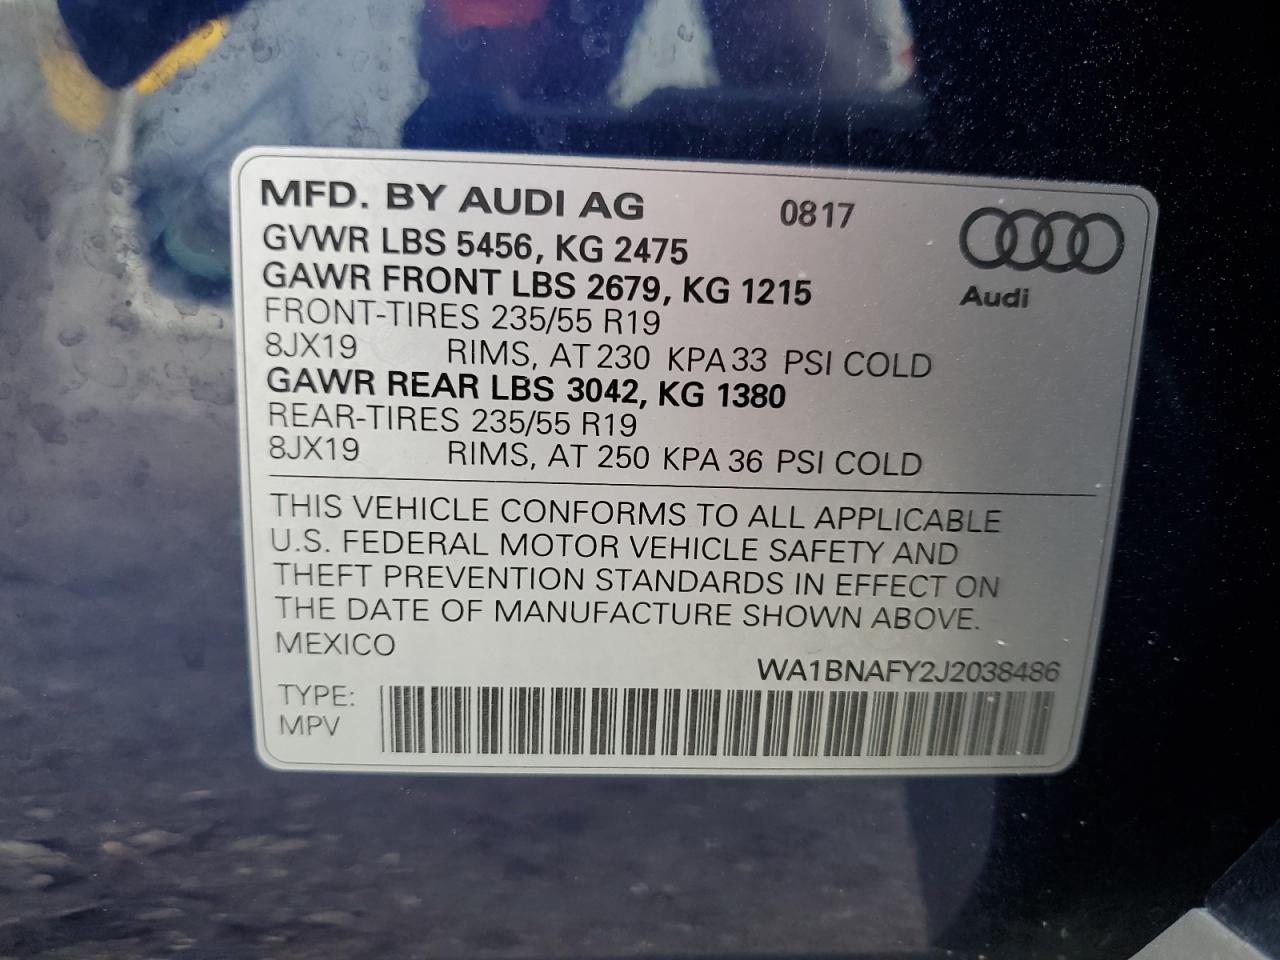 MFD. BY AUDI AG 0817
GVWR LBS 5456, KG 2475
GAWR FRONT LBS 2679, KG 1215
Audi
FRONT-TIRES 235/55 R19
8JX19 RIMS, AT 230 KPA 33 PSI COLD
GAWR REAR LBS 3042, KG 1380
REAR-TIRES 235/55 R19
8JX19 RIMS, AT 250 KPA 36 PSI COLD
THIS VEHICLE CONFORMS TO ALL APPLICABLE
U.S. FEDERAL MOTOR VEHICLE SAFETY AND
THEFT PREVENTION STANDARDS IN EFFECT ON
THE DATE OF MANUFACTURE SHOWN ABOVE.
MEXICO
WA1BNAFY2J2038486
TYPE:
MPV